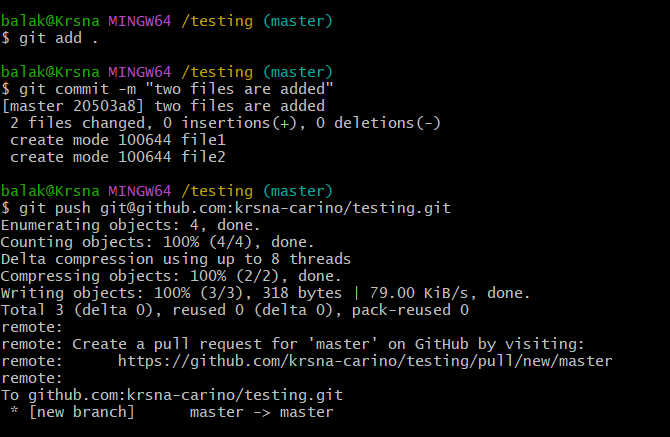 balak@Krsna MINGW64 /testing (master)
$ git add .
balak@Krsna MINGW64 /testing (master)
$ git commit -m "two files are added"
[master 20503a8] two files are added
 2 files changed, 0 insertions(+), 0 deletions(-)
 create mode 100644 file1
 create mode 100644 file2
balak@Krsna MINGW64 /testing (master)
$ git push git@github.com:krsna-carino/testing.git
Enumerating objects: 4, done.
Counting objects: 100% (4/4), done.
Delta compression using up to 8 threads
Compressing objects: 100% (2/2), done.
Writing objects: 100% (3/3), 318 bytes | 79.00 KiB/s, done.
Total 3 (delta 0), reused 0 (delta 0), pack-reused 0
remote:
remote: Create a pull request for 'master' on GitHub by visiting:
remote:      https://github.com/krsna-carino/testing/pull/new/master
remote:
To github.com:krsna-carino/testing.git
 * [new branch]      master -> master